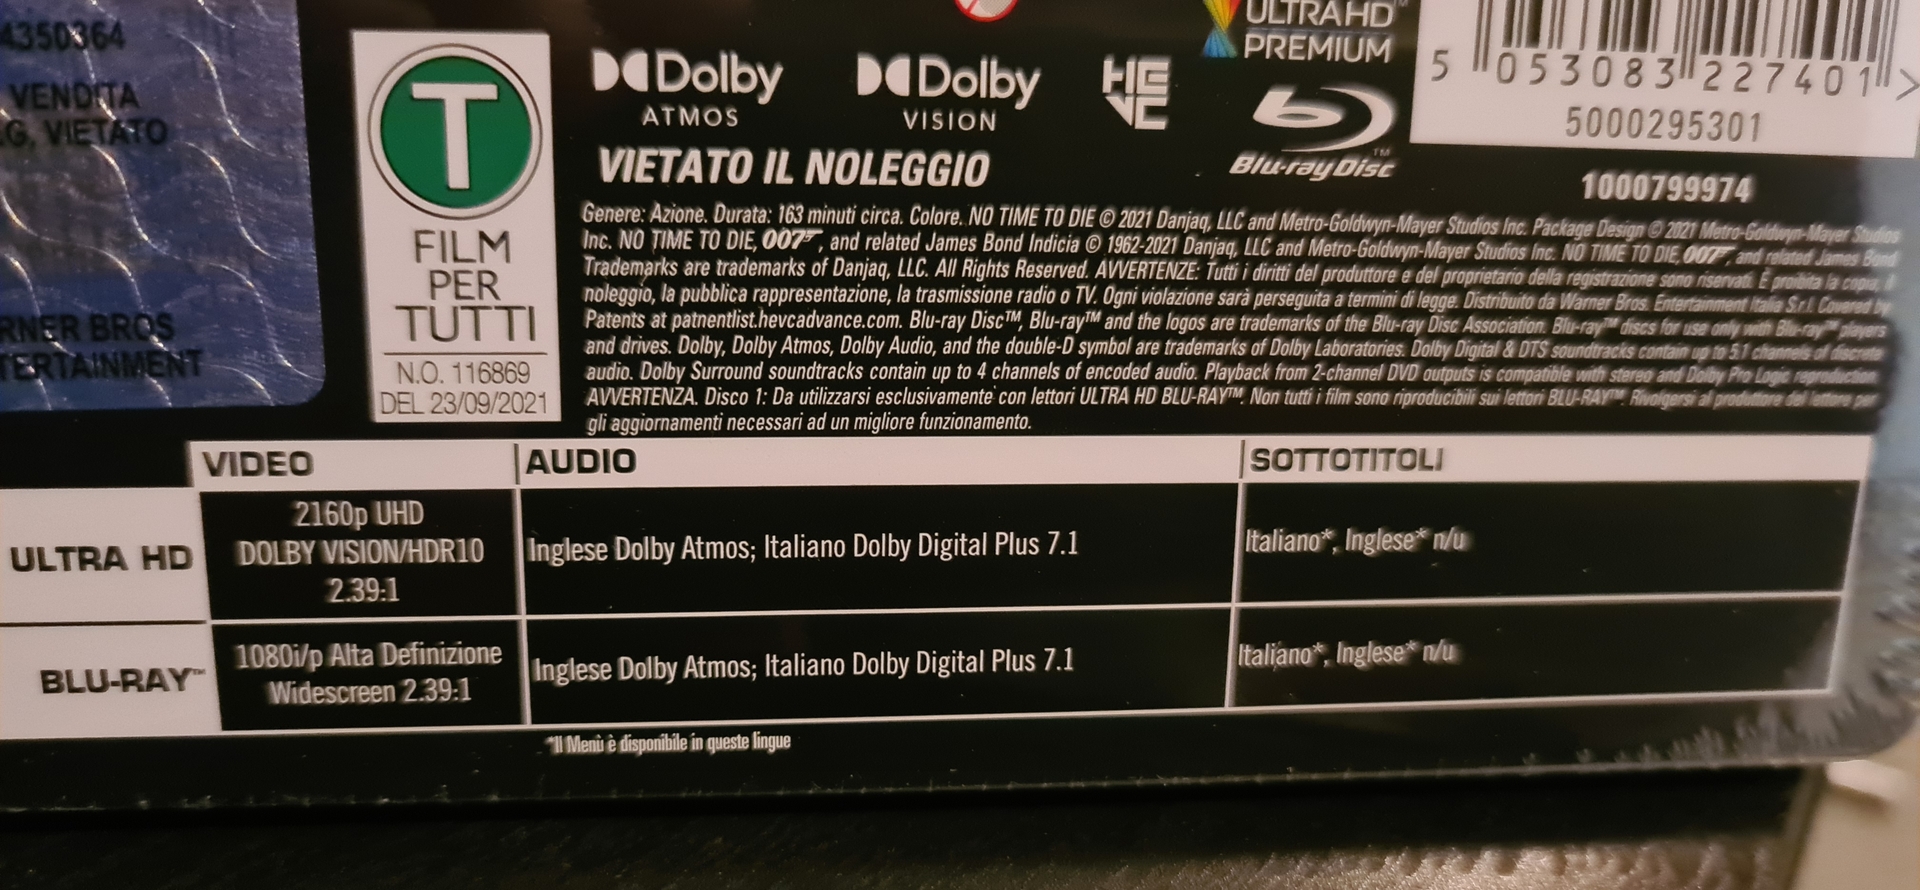 4350364
VENDITA
.G. VIETATO
RNER BROS
TERTAINMENT
T
FILM
PER
TUTTI
N.O. 116869
DEL 23/09/2021
Dolby
ATMOS
Dolby
VISION
HEVC
ULTRA HD
PREMIUM
Blu-ray Disc™
5 053083 227401 >
5000295301
1000799974
VIETATO IL NOLEGGIO
Genere: Azione. Durata: 163 minuti circa. Colore. NO TIME TO DIE © 2021 Danjaq, LLC and Metro-Goldwyn-Mayer Studios Inc. Package Design © 2021 Metro-Goldwyn-Mayer Studios
Inc. NO TIME TO DIE, 007, and related James Bond Indicia © 1962-2021 Danjaq, LLC and Metro-Goldwyn-Mayer Studios Inc. NO TIME TO DIE, 007, and related James Bond
Trademarks are trademarks of Danjaq, LLC. All Rights Reserved. AVVERTENZE: Tutti i diritti del produttore e del proprietario della registrazione sono riservati. È proibita la copia, il
noleggio, la pubblica rappresentazione, la trasmissione radio o TV. Ogni violazione sarà perseguita a termini di legge. Distribuito da Warner Bros. Entertainment Italia S.r.l. Covered by
Patents at patnentlist.hevcadvance.com. Blu-ray Disc™, Blu-ray™ and the logos are trademarks of the Blu-ray Disc Association. Blu-ray™ discs for use only with Blu-ray™ players
and drives. Dolby, Dolby Atmos, Dolby Audio, and the double-D symbol are trademarks of Dolby Laboratories. Dolby Digital & DTS soundtracks contain up to 5.1 channels of discrete
audio. Dolby Surround soundtracks contain up to 4 channels of encoded audio. Playback from 2-channel DVD outputs is compatible with stereo and Dolby Pro Logic reproduction.
AVVERTENZA. Disco 1: Da utilizzarsi esclusivamente con lettori ULTRA HD BLU-RAY™. Non tutti i film sono riproducibili sui lettori BLU-RAY™. Rivolgersi al produttore del lettore per
gli aggiornamenti necessari ad un migliore funzionamento.
VIDEO AUDIO SOTTOTITOLI
ULTRA HD
2160p UHD
DOLBY VISION/HDR10
2.39:1
Inglese Dolby Atmos; Italiano Dolby Digital Plus 7.1
Italiano*, Inglese* n/u
BLU-RAY™
1080i/p Alta Definizione
Widescreen 2.39:1
Inglese Dolby Atmos; Italiano Dolby Digital Plus 7.1
Italiano*, Inglese* n/u
*Il Menù è disponibile in queste lingue